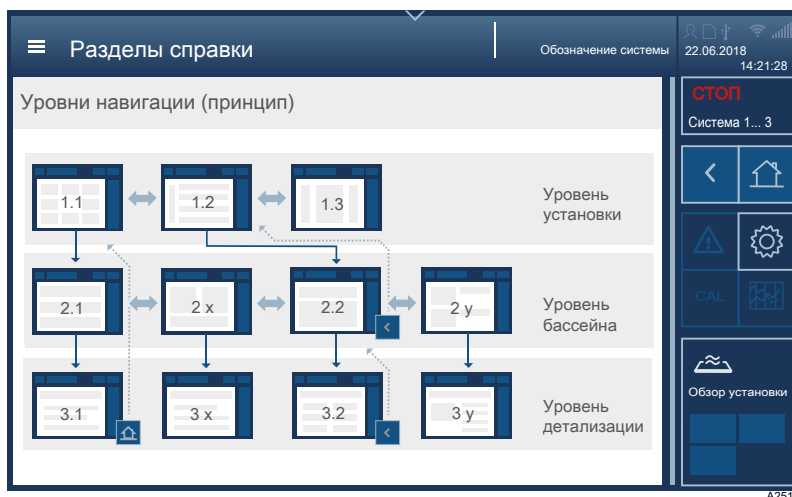 Разделы справки
Обозначение системы
22.06.2018
14:21:28
Уровни навигации (принцип)
СТОП
Система 1... 3
1.1
1.2
1.3
Уровень
установки
2.1
2 x
2.2
2 y
Уровень
бассейна
CAL
3.1
3 x
3.2
3 y
Уровень
детализации
Обзор установки
A251